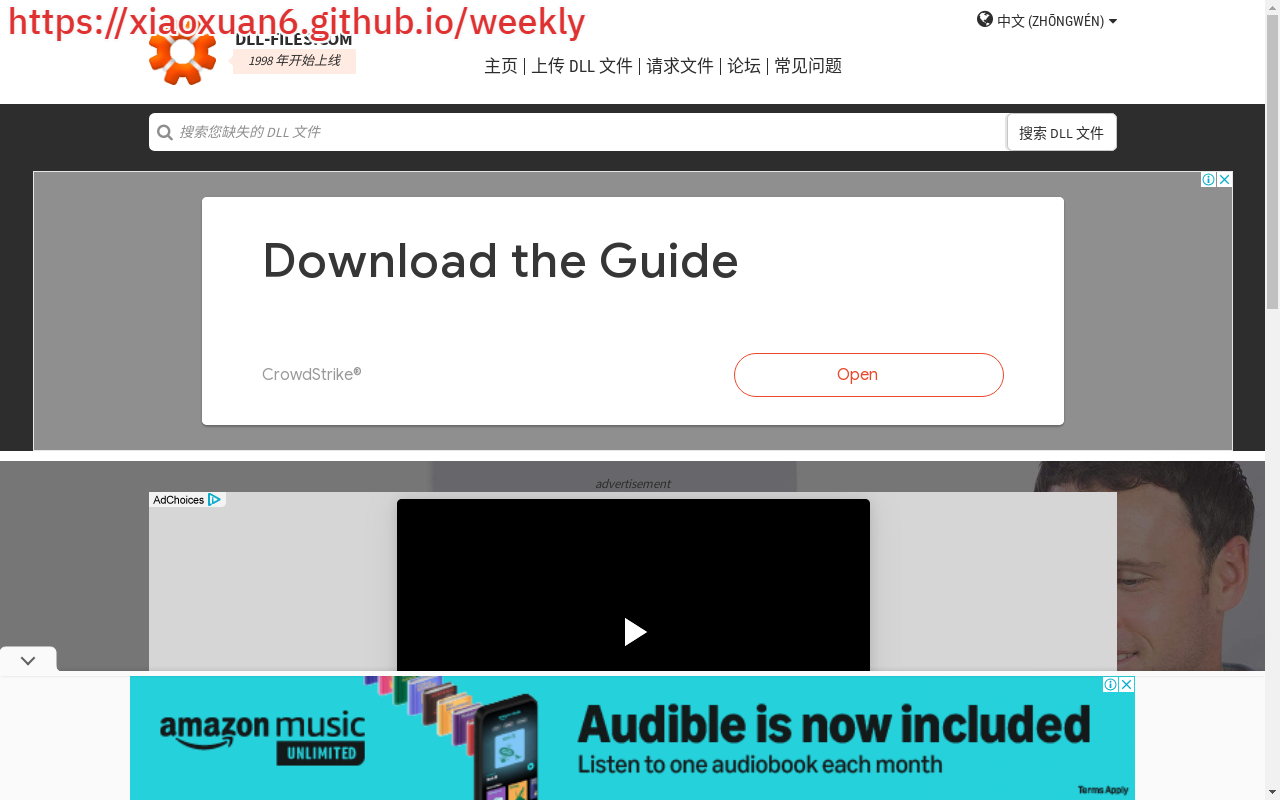 https://xiaoxuan6.github.io/weekly
中文 (ZHŌNGWÉN)
DLL-FILES.COM
1998 年开始上线
主页 | 上传 DLL 文件 | 请求文件 | 论坛 | 常见问题
搜索您缺失的 DLL 文件
搜索 DLL 文件
Download the Guide
CrowdStrike®
Open
advertisement
AdChoices
amazon music
UNLIMITED
Audible is now included
Listen to one audiobook each month
Terms Apply